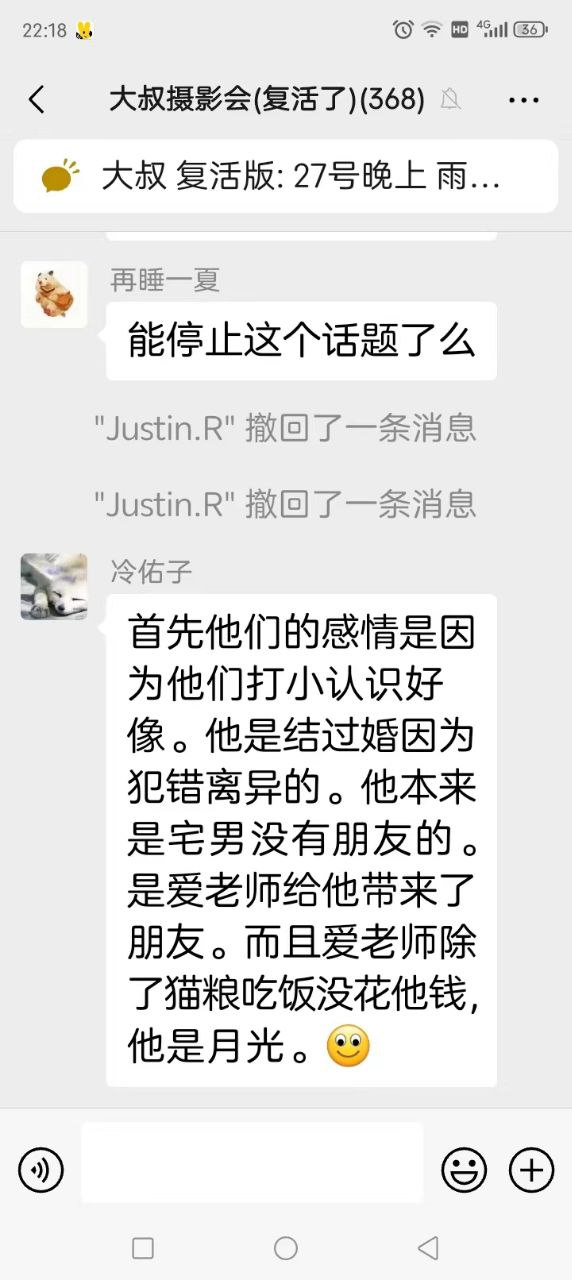 22:18
HD 4G 36
大叔摄影会(复活了)(368)
大叔 复活版: 27号晚上 雨...
再睡一夏
能停止这个话题了么
"Justin.R" 撤回了一条消息
"Justin.R" 撤回了一条消息
冷佑子
首先他们的感情是因
为他们打小认识好
像。他是结过婚因为
犯错离异的。他本来
是宅男没有朋友的。
是爱老师给他带来了
朋友。而且爱老师除
了猫粮吃饭没花他钱,
他是月光。